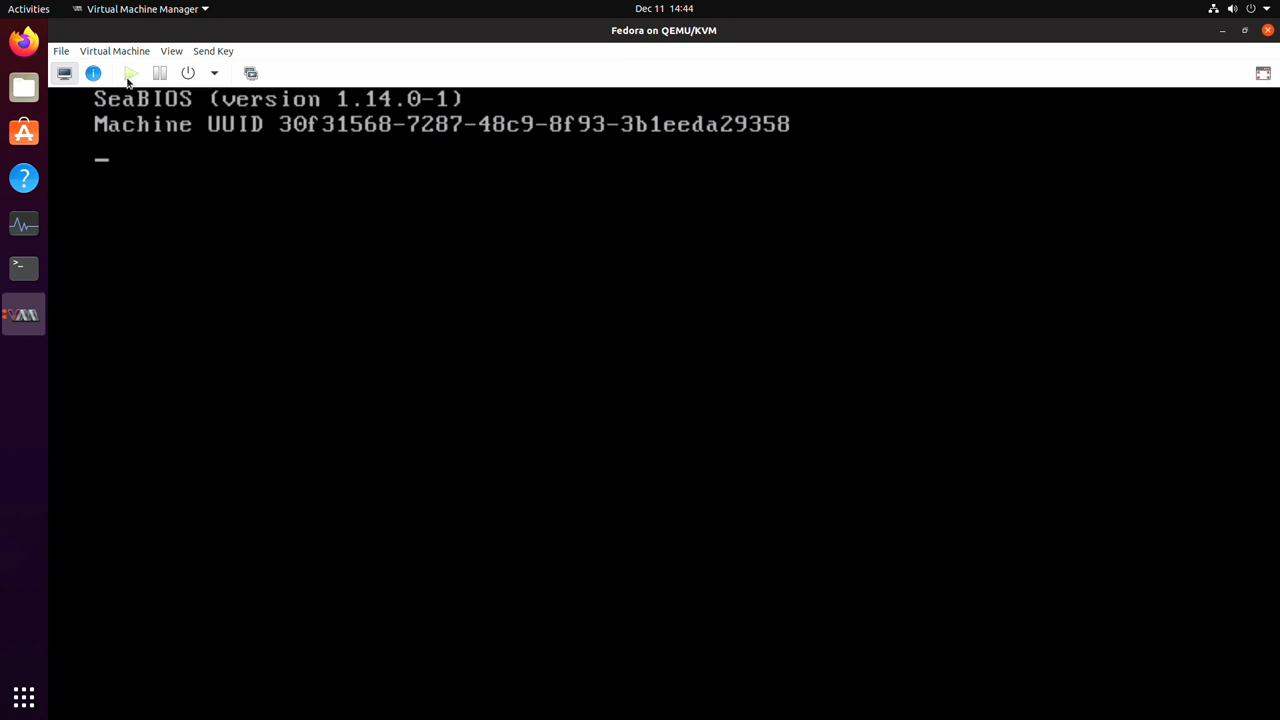 Activities
Virtual Machine Manager
Dec 11 14:44
Fedora on QEMU/KVM
File
Virtual Machine
View
Send Key
SeaBIOS (version 1.14.0-1)
Machine UUID 30f31568-7287-48c9-8f93-3b1eeda29358